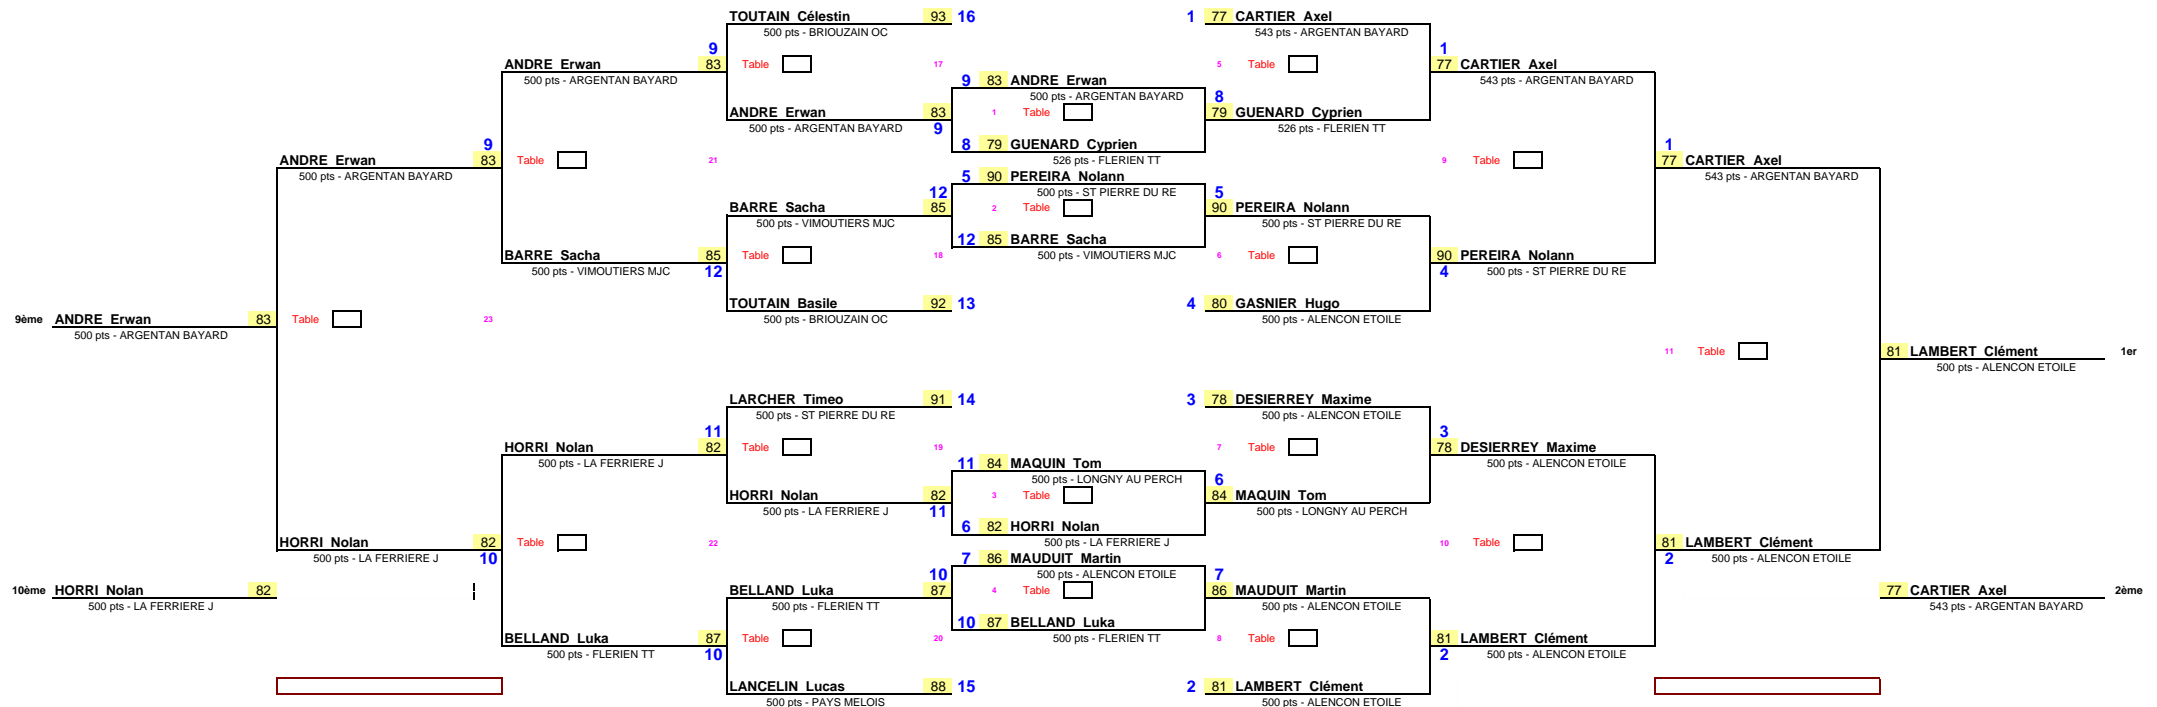 TOUTAIN Célestin 93 16 1 77 CARTIER Axel
500 pts - BRIOUZAIN OC 543 pts - ARGENTAN BAYARD
9 1
ANDRE Erwan 83 Table 17 5 Table 77 CARTIER Axel
500 pts - ARGENTAN BAYARD 9 83 ANDRE Erwan 543 pts - ARGENTAN BAYARD
500 pts - ARGENTAN BAYARD 8
ANDRE Erwan 83 1 Table 79 GUENARD Cyprien
500 pts - ARGENTAN BAYARD 9 526 pts - FLERIEN TT
9 8 79 GUENARD Cyprien 1
ANDRE Erwan 83 Table 21 526 pts - FLERIEN TT 9 Table 77 CARTIER Axel
500 pts - ARGENTAN BAYARD 5 90 PEREIRA Nolann 543 pts - ARGENTAN BAYARD
12 500 pts - ST PIERRE DU RE 5
BARRE Sacha 85 2 Table 90 PEREIRA Nolann
500 pts - VIMOUTIERS MJC 500 pts - ST PIERRE DU RE
12 85 BARRE Sacha
BARRE Sacha 85 Table 18 500 pts - VIMOUTIERS MJC 6 Table 90 PEREIRA Nolann
500 pts - VIMOUTIERS MJC 12 4 500 pts - ST PIERRE DU RE
TOUTAIN Basile 92 13 4 80 GASNIER Hugo
9ème ANDRE Erwan 83 Table 23 500 pts - BRIOUZAIN OC 500 pts - ALENCON ETOILE
500 pts - ARGENTAN BAYARD
11 Table 81 LAMBERT Clément 1er
500 pts - ALENCON ETOILE
LARCHER Timeo 91 14 3 78 DESIERREY Maxime
500 pts - ST PIERRE DU RE 500 pts - ALENCON ETOILE
11 3
HORRI Nolan 82 Table 19 7 Table 78 DESIERREY Maxime
500 pts - LA FERRIERE J 11 84 MAQUIN Tom 500 pts - ALENCON ETOILE
500 pts - LONGNY AU PERCH 6
HORRI Nolan 82 3 Table 84 MAQUIN Tom
500 pts - LA FERRIERE J 11 500 pts - LONGNY AU PERCH
6 82 HORRI Nolan
HORRI Nolan 82 Table 22 500 pts - LA FERRIERE J 10 Table 81 LAMBERT Clément
500 pts - LA FERRIERE J 10 7 86 MAUDUIT Martin 2 500 pts - ALENCON ETOILE
10 500 pts - ALENCON ETOILE 7
10ème HORRI Nolan 82 BELLAND Luka 87 4 Table 86 MAUDUIT Martin 77 CARTIER Axel 2ème
500 pts - LA FERRIERE J 500 pts - FLERIEN TT 500 pts - ALENCON ETOILE 543 pts - ARGENTAN BAYARD
10 87 BELLAND Luka
BELLAND Luka 87 Table 20 500 pts - FLERIEN TT 8 Table 81 LAMBERT Clément
500 pts - FLERIEN TT 10 2 500 pts - ALENCON ETOILE
LANCELIN Lucas 88 15 2 81 LAMBERT Clément
500 pts - PAYS MELOIS 500 pts - ALENCON ETOILE